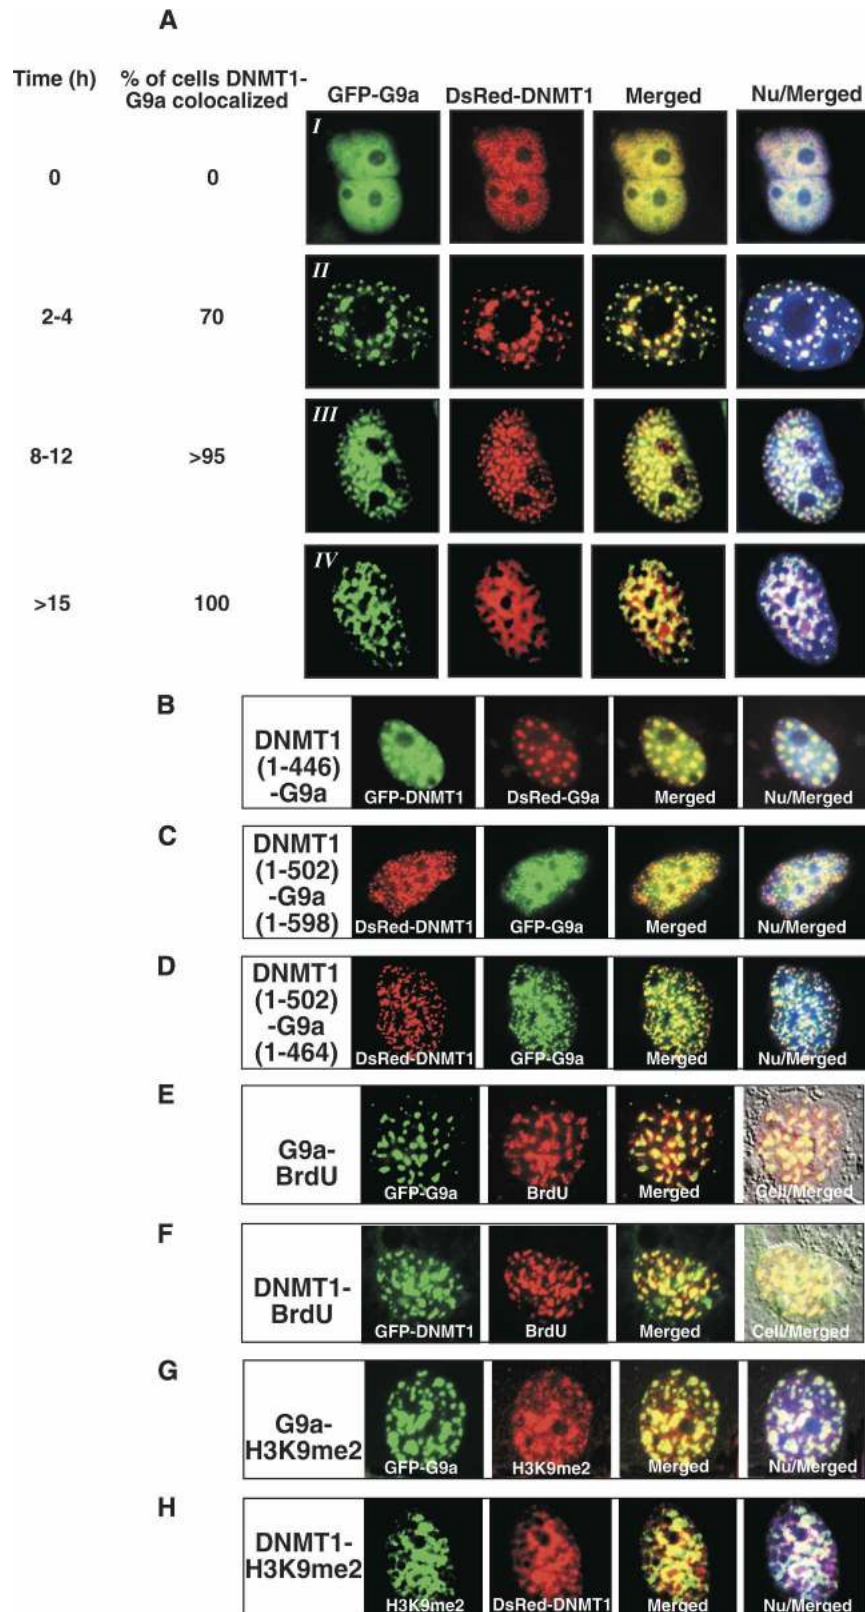 A
Time (h) % of cells DNMT1-
G9a colocalized
GFP-G9a DsRed-DNMT1 Merged Nu/Merged
I
0 0
II
2-4 70
III
8-12 >95
IV
>15 100
B
DNMT1
(1-446)
-G9a
GFP-DNMT1 DsRed-G9a Merged Nu/Merged
C
DNMT1
(1-502)
-G9a
(1-598)
DsRed-DNMT1 GFP-G9a Merged Nu/Merged
D
DNMT1
(1-502)
-G9a
(1-464)
DsRed-DNMT1 GFP-G9a Merged Nu/Merged
E
G9a-
BrdU
GFP-G9a BrdU Merged Cell/Merged
F
DNMT1-
BrdU
GFP-DNMT1 BrdU Merged Cell/Merged
G
G9a-
H3K9me2
GFP-G9a H3K9me2 Merged Nu/Merged
H
DNMT1-
H3K9me2
H3K9me2 DsRed-DNMT1 Merged Nu/Merged